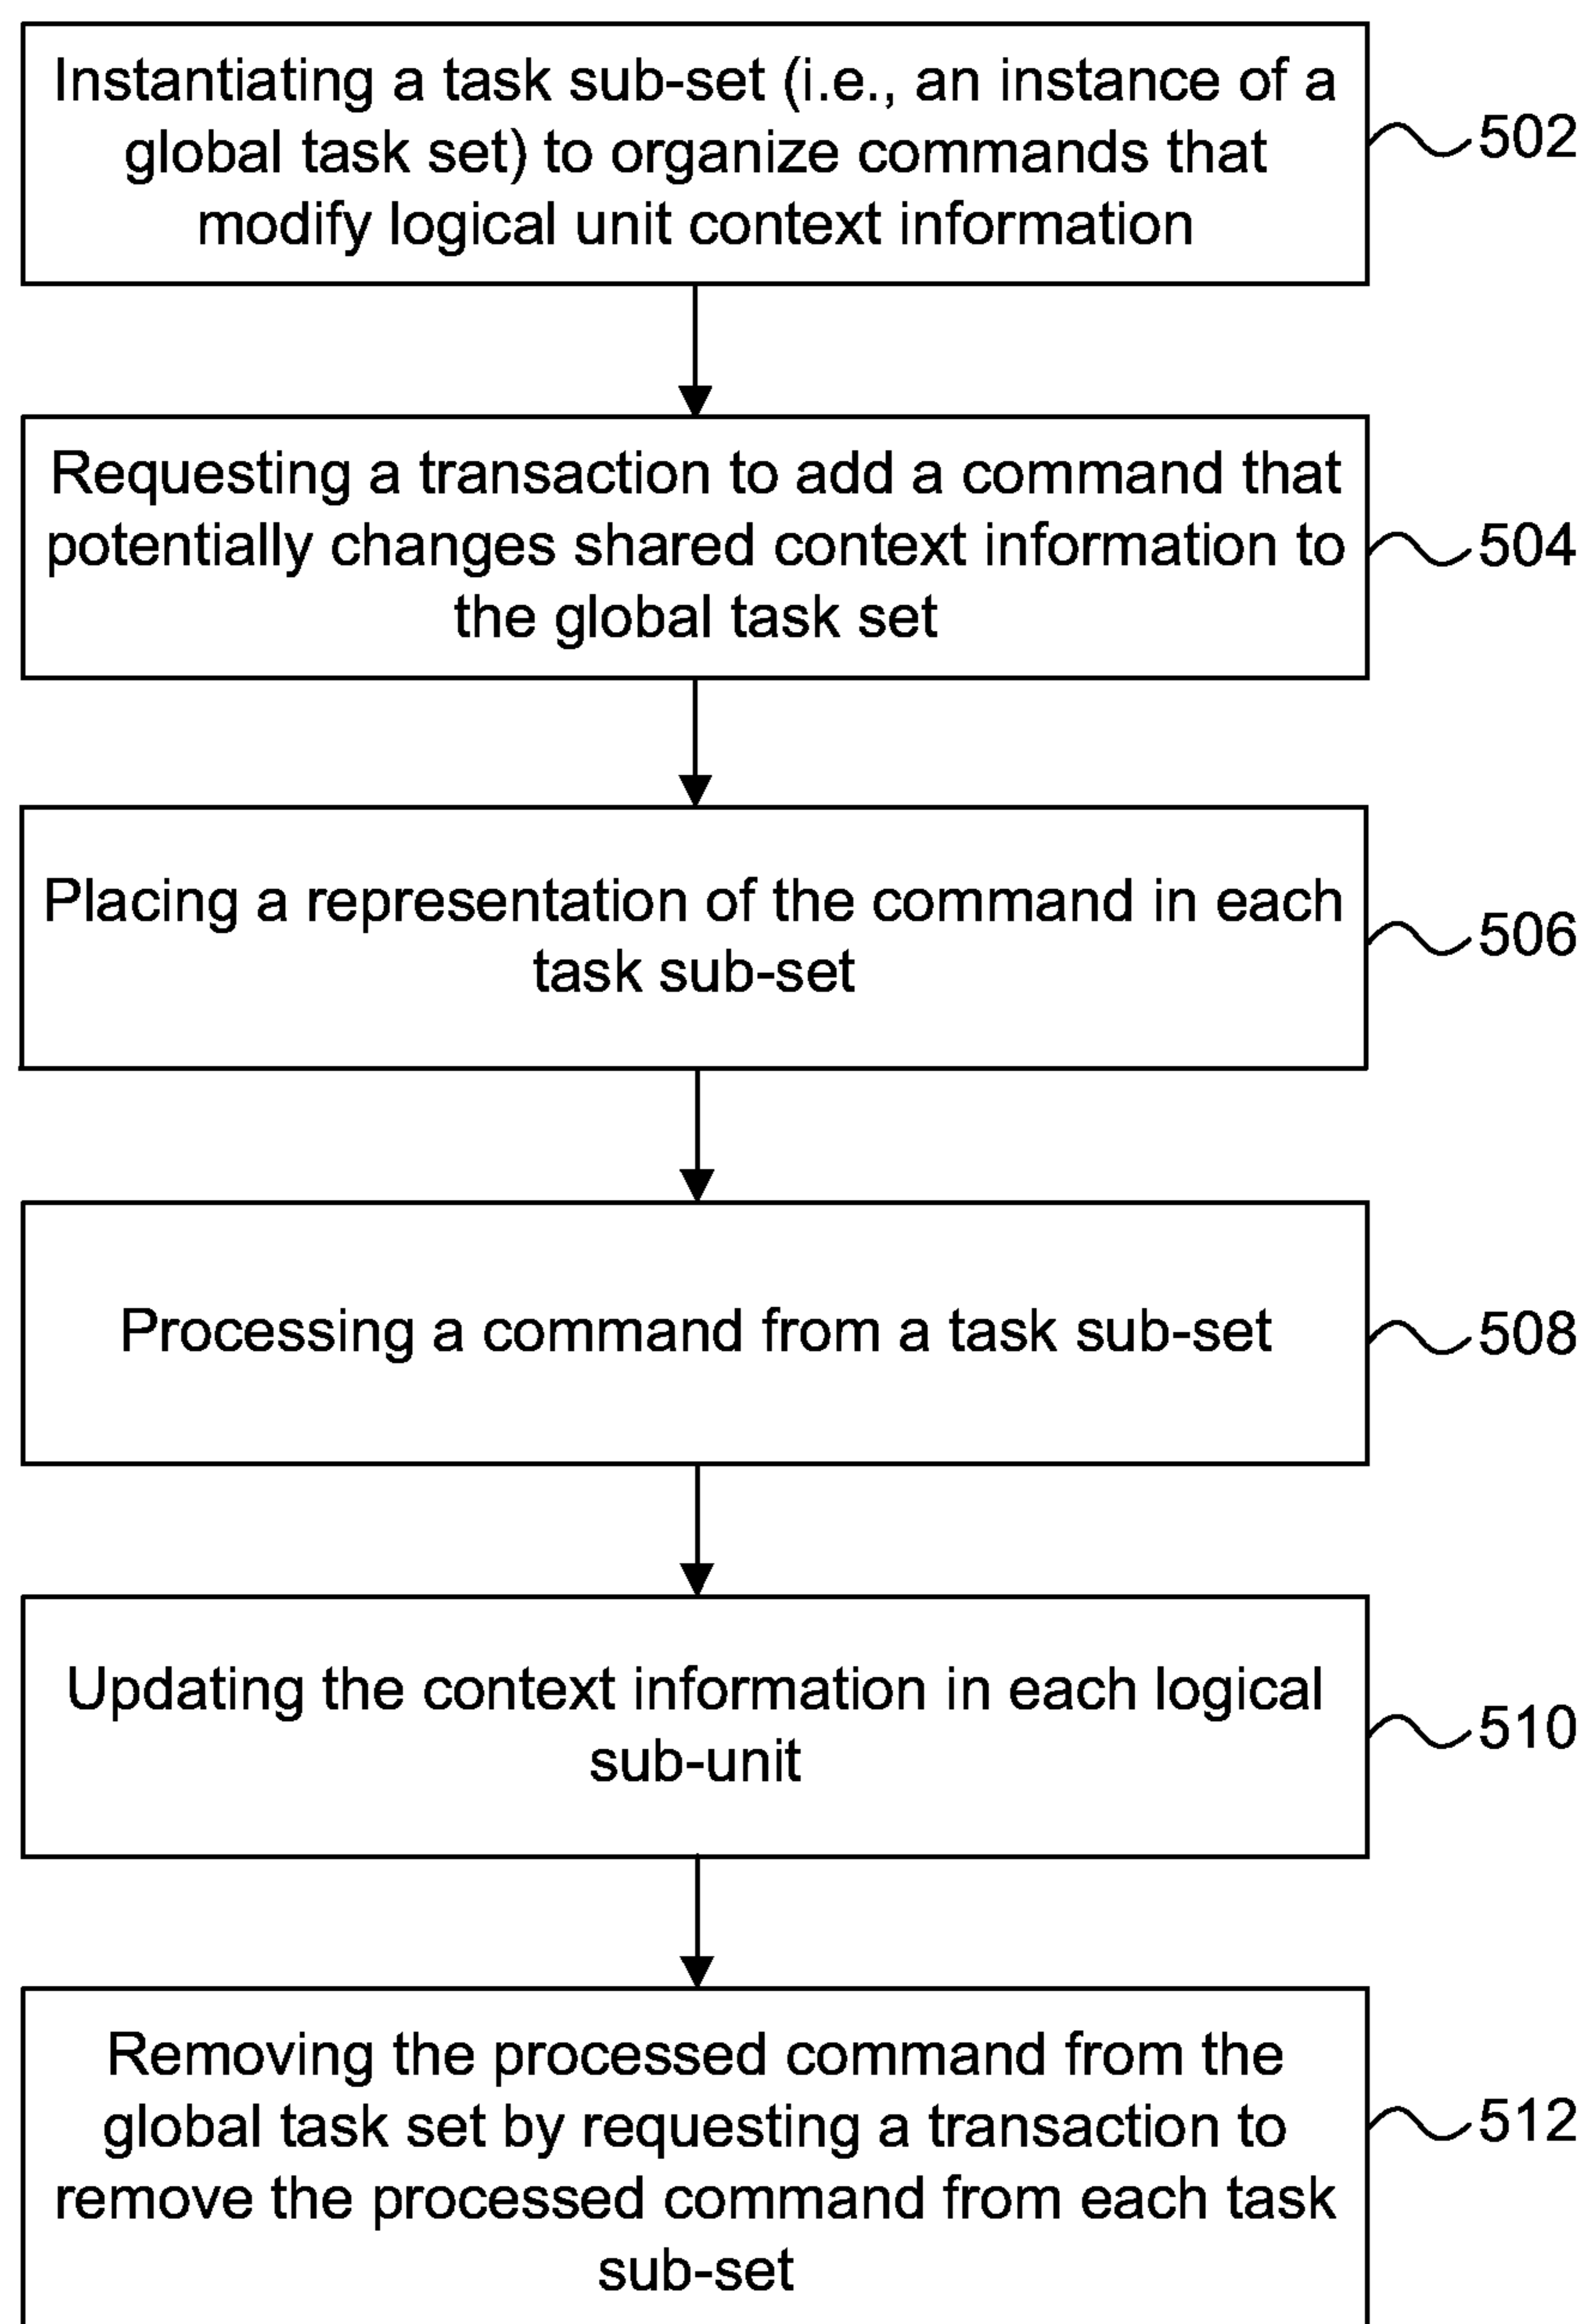 Instantiating a task sub-set (i.e., an instance of a
global task set) to organize commands that
modify logical unit context information
502
Requesting a transaction to add a command that
potentially changes shared context information to
the global task set
504
Placing a representation of the command in each
task sub-set
506
Processing a command from a task sub-set
508
Updating the context information in each logical
sub-unit
510
Removing the processed command from the
global task set by requesting a transaction to
remove the processed command from each task
sub-set
512